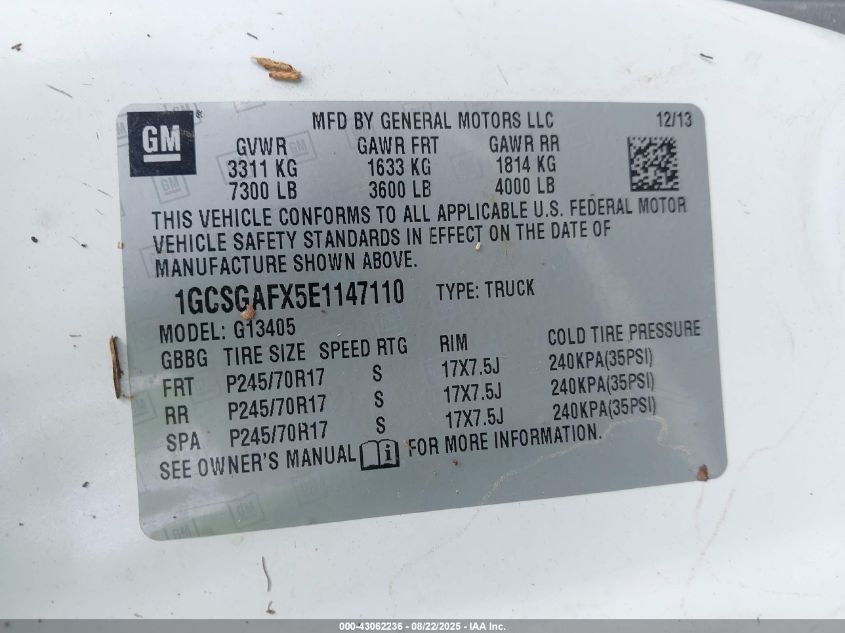 GM
MFD BY GENERAL MOTORS LLC 12/13
GVWR GAWR FRT GAWR RR
3311 KG 1633 KG 1814 KG
7300 LB 3600 LB 4000 LB
THIS VEHICLE CONFORMS TO ALL APPLICABLE U.S. FEDERAL MOTOR
VEHICLE SAFETY STANDARDS IN EFFECT ON THE DATE OF
MANUFACTURE SHOWN ABOVE.
1GCSGAFX5E1147110 TYPE: TRUCK
MODEL: G13405
GBBG TIRE SIZE SPEED RTG RIM COLD TIRE PRESSURE
FRT P245/70R17 S 17X7.5J 240KPA(35PSI)
RR P245/70R17 S 17X7.5J 240KPA(35PSI)
SPA P245/70R17 S 17X7.5J 240KPA(35PSI)
SEE OWNER'S MANUAL i FOR MORE INFORMATION.
000-43062236 - 08/22/2025 - IAA Inc.